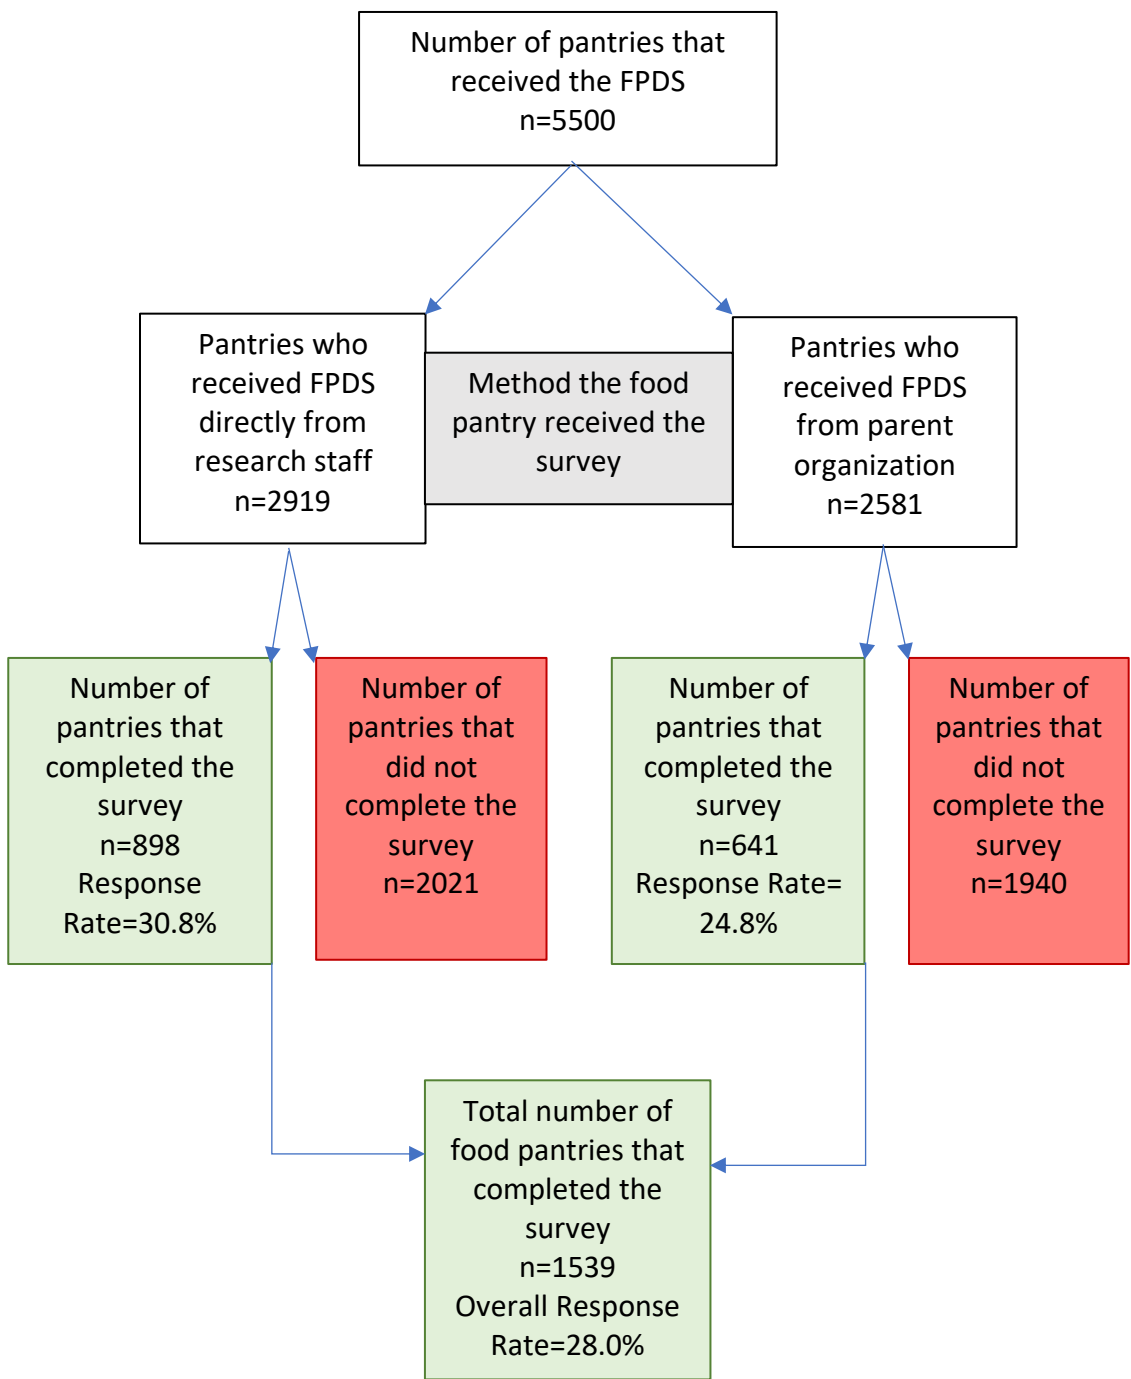 Number of pantries that
received the FPDS
n=5500
Pantries who
received FPDS
directly from
research staff
n=2919
Method the food
pantry received the
survey
Pantries who
received FPDS
from parent
organization
n=2581
Number of
pantries that
completed the
survey
n=898
Response
Rate=30.8%
Number of
pantries that
did not
complete the
survey
n=2021
Number of
pantries that
completed the
survey
n=641
Response Rate=
24.8%
Number of
pantries that
did not
complete the
survey
n=1940
Total number of
food pantries that
completed the
survey
n=1539
Overall Response
Rate=28.0%